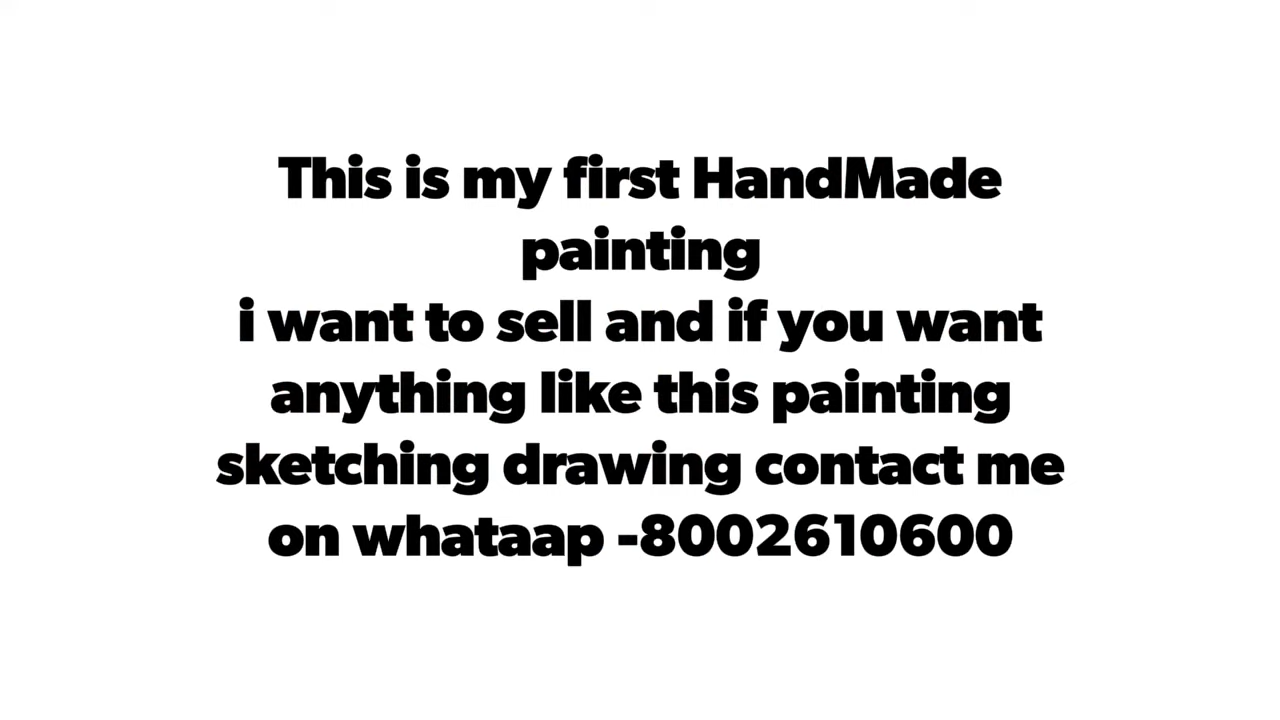 This is my first HandMade
painting
i want to sell and if you want
anything like this painting
sketching drawing contact me
on whataap -8002610600